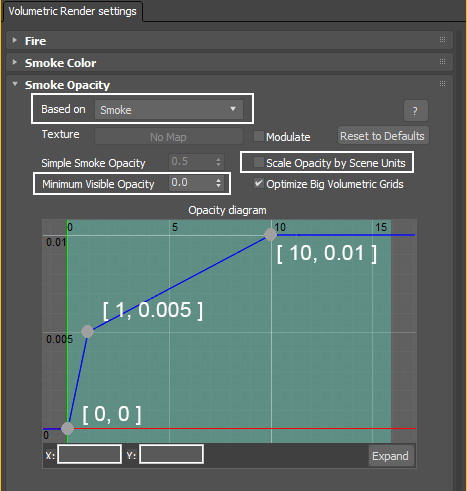 Volumetric Render settings
Fire
Smoke Color
Smoke Opacity
Based on Smoke ?
Texture No Map Modulate Reset to Defaults
Simple Smoke Opacity 0.5 Scale Opacity by Scene Units
Minimum Visible Opacity 0.0 Optimize Big Volumetric Grids
Opacity diagram
0 5 10 15
0.01
[ 10, 0.01 ]
[ 1, 0.005 ]
0.005
[ 0, 0 ]
0
X: Y: Expand